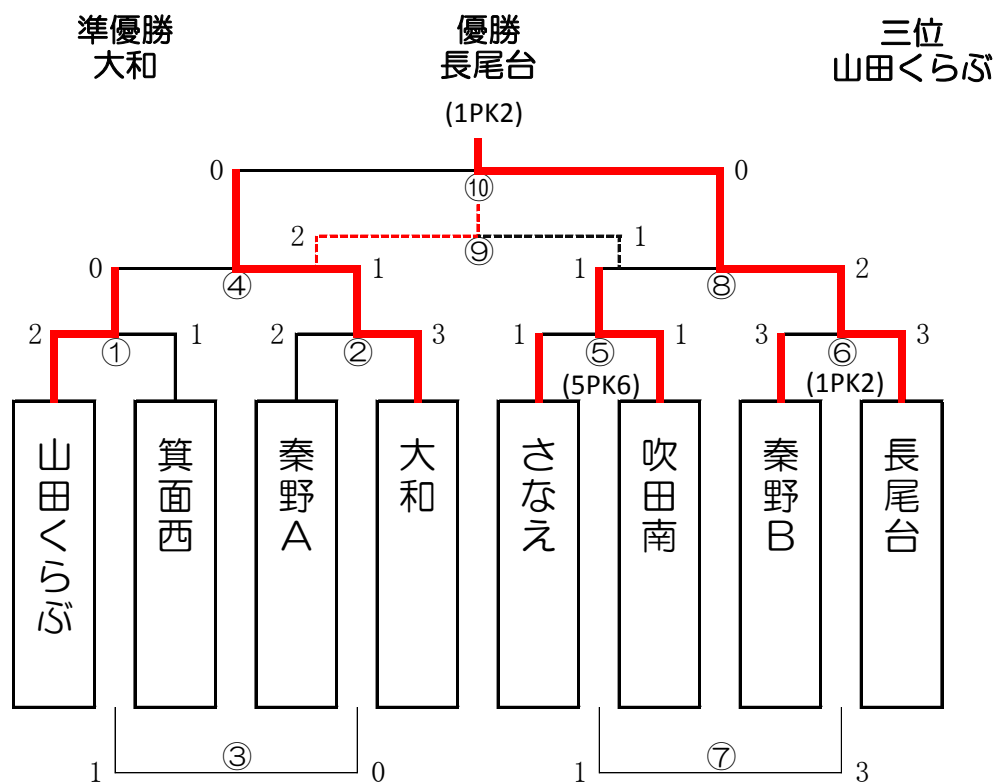 準優勝
大和
優勝
長尾台
三位
山田くらぶ
(1PK2)
0
⑩
0
2
⑨
1
0
④
1
1
⑧
2
2
①
1
2
②
3
1
⑤
1
3
⑥
3
(5PK6)
(1PK2)
山田くらぶ
箕面西
秦野A
大和
さなえ
吹田南
秦野B
長尾台
1
③
0
1
⑦
3